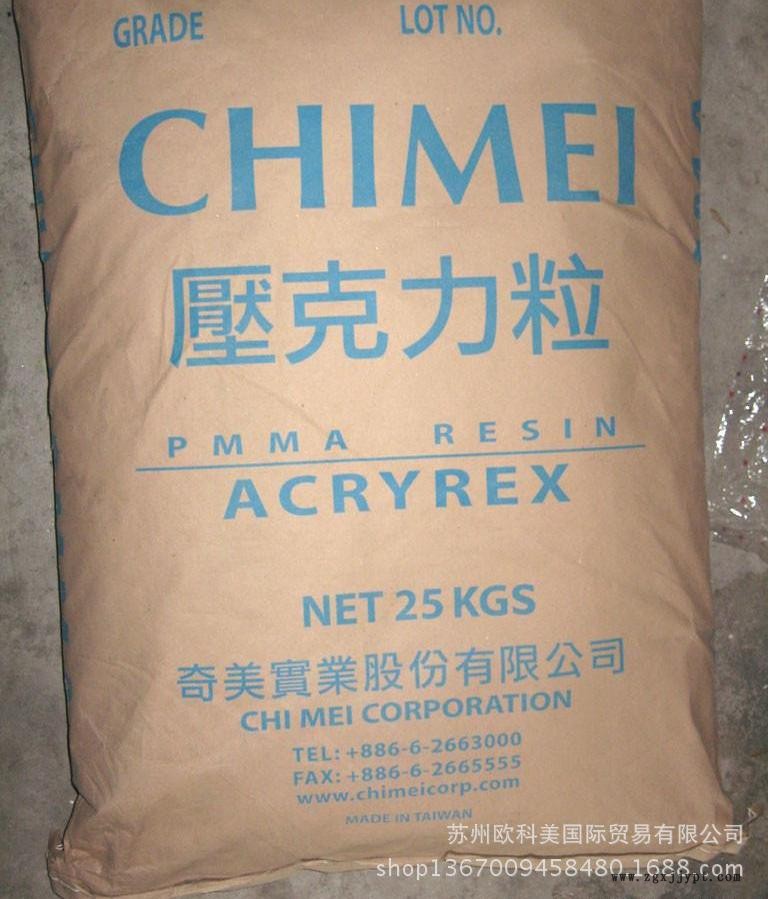 GRADE LOT NO.
CHIMEI
壓克力粒
PMMA RESIN
ACRYREX
NET 25 KGS
奇美實業股份有限公司
CHI MEI CORPORATION
TEL: +886-6-2663000
FAX: +886-6-2665555
www.chimeicorp.com
MADE IN TAIWAN
苏州欧科美国际贸易有限公司
shop1367009458480.1688.com
www.zgxjjypt.com